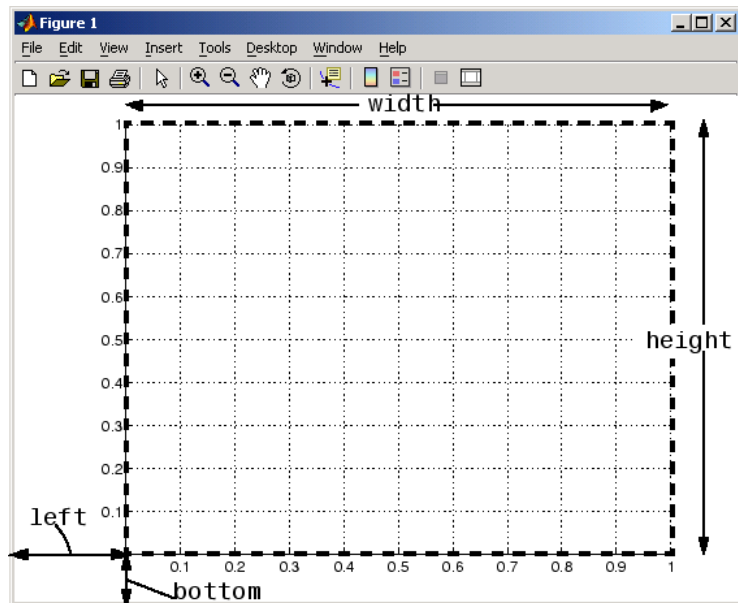 Figure 1
File Edit View Insert Tools Desktop Window Help
width
1
0.9
0.8
0.7
0.6
0.5
height
0.4
0.3
0.2
0.1
left
0.1 0.2 0.3 0.4 0.5 0.6 0.7 0.8 0.9 1
bottom